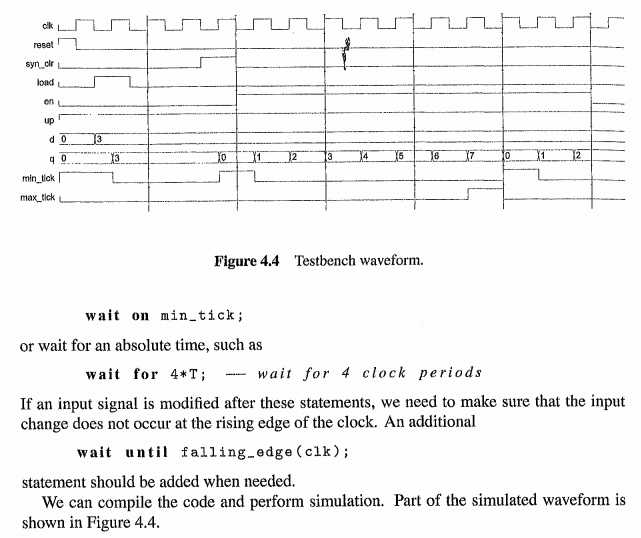 clk
reset
syn_clr
load
en
up
d 0 3
q 0 3 0 1 2 3 4 5 6 7 0 1 2
min_tick
max_tick
Figure 4.4 Testbench waveform.
wait on min_tick;
or wait for an absolute time, such as
wait for 4*T; — wait for 4 clock periods
If an input signal is modified after these statements, we need to make sure that the input
change does not occur at the rising edge of the clock. An additional
wait until falling_edge(clk);
statement should be added when needed.
We can compile the code and perform simulation. Part of the simulated waveform is
shown in Figure 4.4.